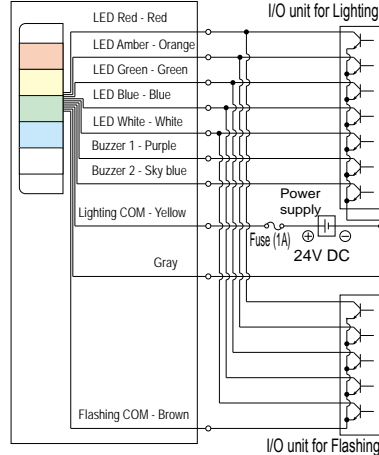 I/O unit for Lighting
LED Red - Red
LED Amber - Orange
LED Green - Green
LED Blue - Blue
LED White - White
Buzzer 1 - Purple
Buzzer 2 - Sky blue
Power
supply
Lighting COM - Yellow
Fuse (1A)
⊕ ⊖
24V DC
Gray
Flashing COM - Brown
I/O unit for Flashing